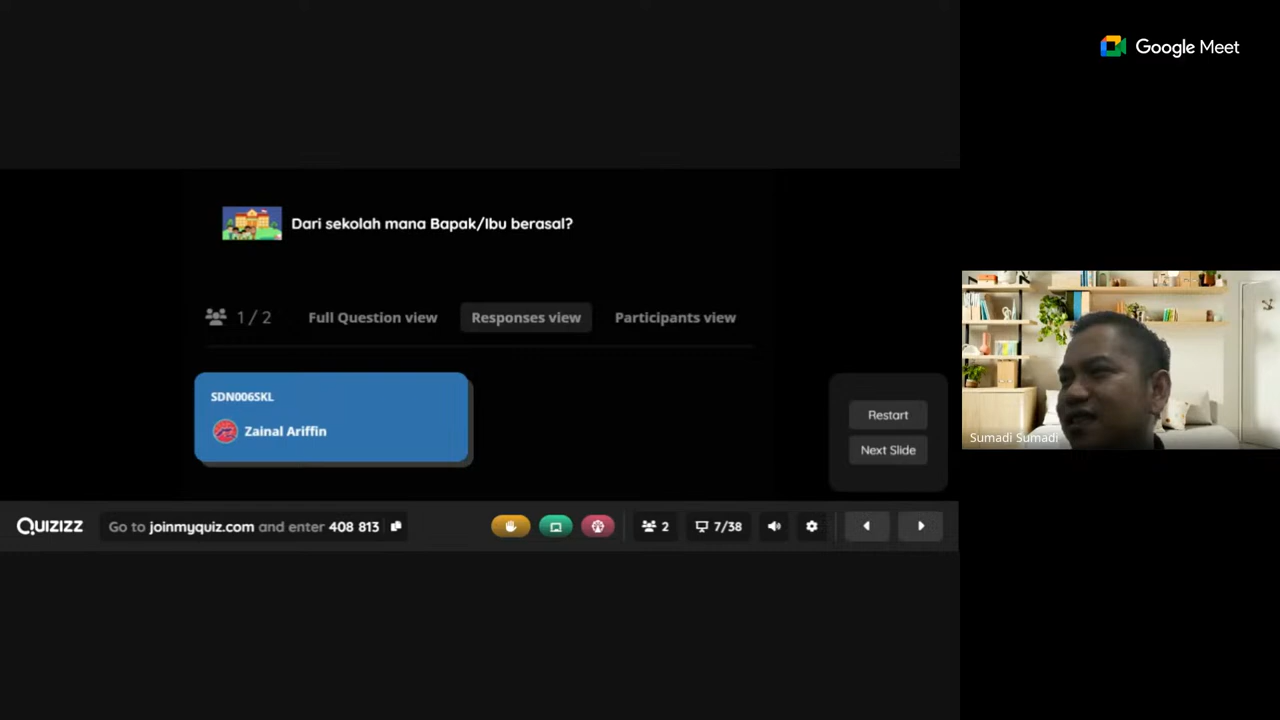 Google Meet
Dari sekolah mana Bapak/Ibu berasal?
1 / 2
Full Question view
Responses view
Participants view
SDN006SKL
Zainal Ariffin
Restart
Next Slide
Sumadi Sumadi
QUIZIZZ
Go to joinmyquiz.com and enter 408 813
2
7/38